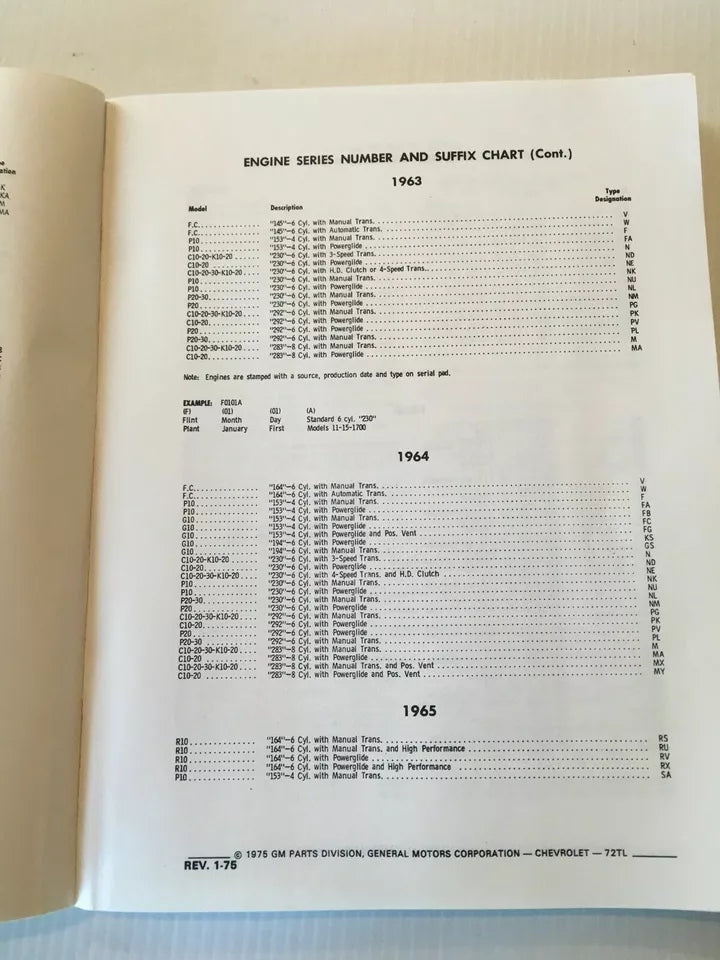 ation
K
KA
M
MA
ENGINE SERIES NUMBER AND SUFFIX CHART (Cont.)
1963
Model Description Type Designation
F.C. "145"—6 Cyl. with Manual Trans. V
F.C. "145"—6 Cyl. with Automatic Trans. W
P10 "153"—4 Cyl. with Manual Trans. F
P10 "153"—4 Cyl. with Powerglide FA
C10-20-K10-20 "230"—6 Cyl. with 3-Speed Trans. N
C10-20 "230"—6 Cyl. with Powerglide ND
C10-20-30-K10-20 "230"—6 Cyl. with H.D. Clutch or 4-Speed Trans. NE
P10 "230"—6 Cyl. with Manual Trans. NK
P10 "230"—6 Cyl. with Powerglide NU
P20-30 "230"—6 Cyl. with Manual Trans. NL
P20 "230"—6 Cyl. with Powerglide NM
C10-20-30-K10-20 "292"—6 Cyl. with Manual Trans. PG
C10-20 "292"—6 Cyl. with Powerglide PK
P20 "292"—6 Cyl. with Powerglide PV
P20-30 "292"—6 Cyl. with Manual Trans. PL
C10-20-30-K10-20 "283"—8 Cyl. with Manual Trans. M
C10-20 "283"—8 Cyl. with Powerglide MA
Note: Engines are stamped with a source, production date and type on serial pad.
EXAMPLE: F0101A
(F) (01) (01) (A)
Flint Month Day Standard 6 cyl. "230"
Plant January First Models 11-15-1700
1964
F.C. "164"—6 Cyl. with Manual Trans. V
F.C. "164"—6 Cyl. with Automatic Trans. W
P10 "153"—4 Cyl. with Manual Trans. F
P10 "153"—4 Cyl. with Powerglide FA
G10 "153"—4 Cyl. with Manual Trans. FB
G10 "153"—4 Cyl. with Powerglide FC
G10 "153"—4 Cyl. with Powerglide and Pos. Vent FG
G10 "194"—6 Cyl. with Powerglide KS
G10 "194"—6 Cyl. with Manual Trans. GS
C10-20-K10-20 "230"—6 Cyl. with 3-Speed Trans. N
C10-20 "230"—6 Cyl. with Powerglide ND
C10-20-30-K10-20 "230"—6 Cyl. with 4-Speed Trans. and H.D. Clutch NE
P10 "230"—6 Cyl. with Manual Trans. NK
P10 "230"—6 Cyl. with Powerglide NU
P20-30 "230"—6 Cyl. with Manual Trans. NL
P20 "230"—6 Cyl. with Powerglide NM
C10-20-30-K10-20 "292"—6 Cyl. with Manual Trans. PG
C10-20 "292"—6 Cyl. with Powerglide PK
P20 "292"—6 Cyl. with Powerglide PV
P20-30 "292"—6 Cyl. with Manual Trans. PL
C10-20-30-K10-20 "283"—8 Cyl. with Manual Trans. M
C10-20 "283"—8 Cyl. with Powerglide MA
C10-20-30-K10-20 "283"—8 Cyl. with Manual Trans. and Pos. Vent MX
C10-20 "283"—8 Cyl. with Powerglide and Pos. Vent MY
1965
R10 "164"—6 Cyl. with Manual Trans. RS
R10 "164"—6 Cyl. with Manual Trans. and High Performance RU
R10 "164"—6 Cyl. with Powerglide RV
R10 "164"—6 Cyl. with Powerglide and High Performance RX
P10 "153"—4 Cyl. with Manual Trans. SA
© 1975 GM PARTS DIVISION, GENERAL MOTORS CORPORATION — CHEVROLET — 72TL
REV. 1-75